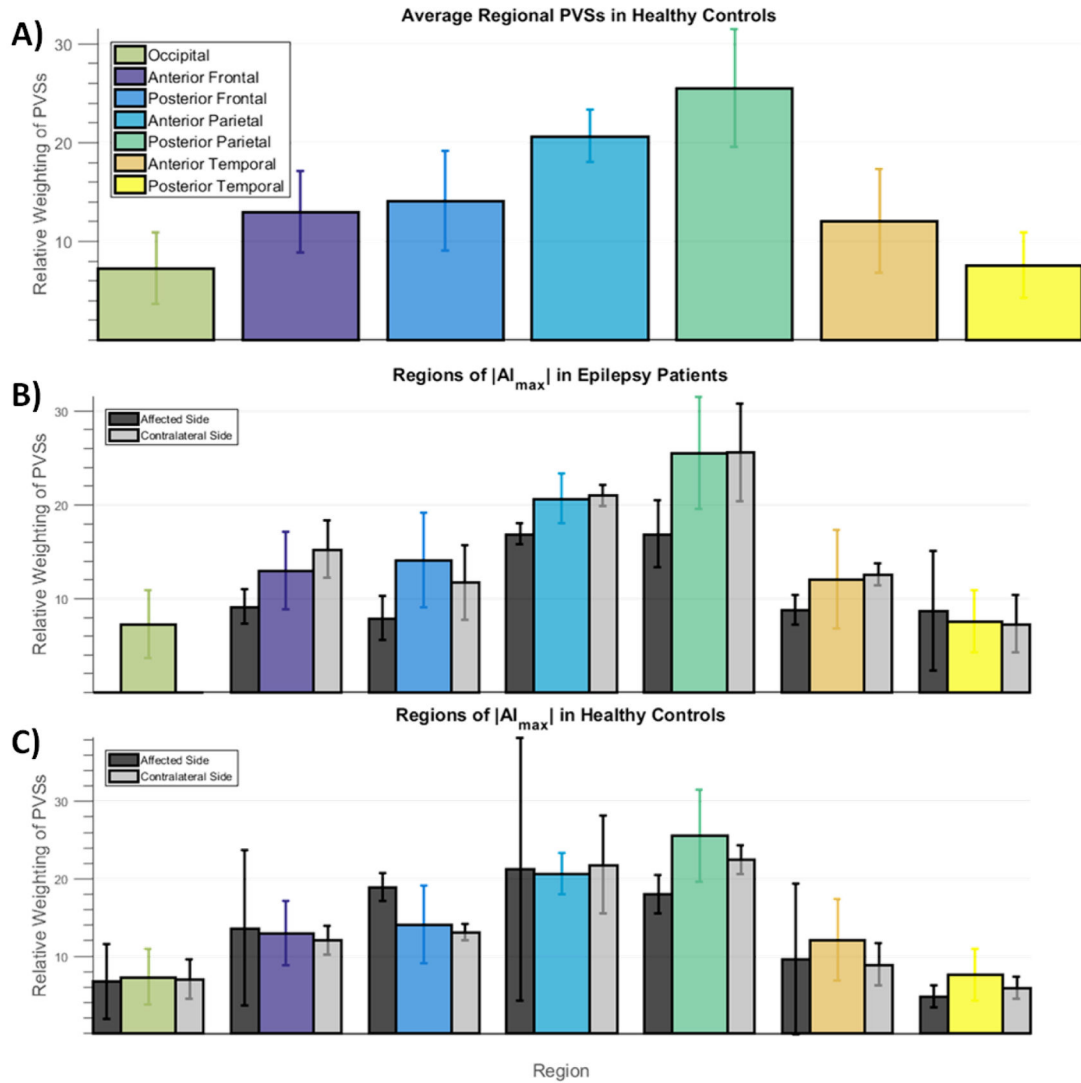 A)
Average Regional PVSs in Healthy Controls
Relative Weighting of PVSs
30
20
10
Occipital
Anterior Frontal
Posterior Frontal
Anterior Parietal
Posterior Parietal
Anterior Temporal
Posterior Temporal
B)
Regions of |AImax| in Epilepsy Patients
Relative Weighting of PVSs
30
20
10
Affected Side
Contralateral Side
C)
Regions of |AImax| in Healthy Controls
Relative Weighting of PVSs
30
20
10
Affected Side
Contralateral Side
Region